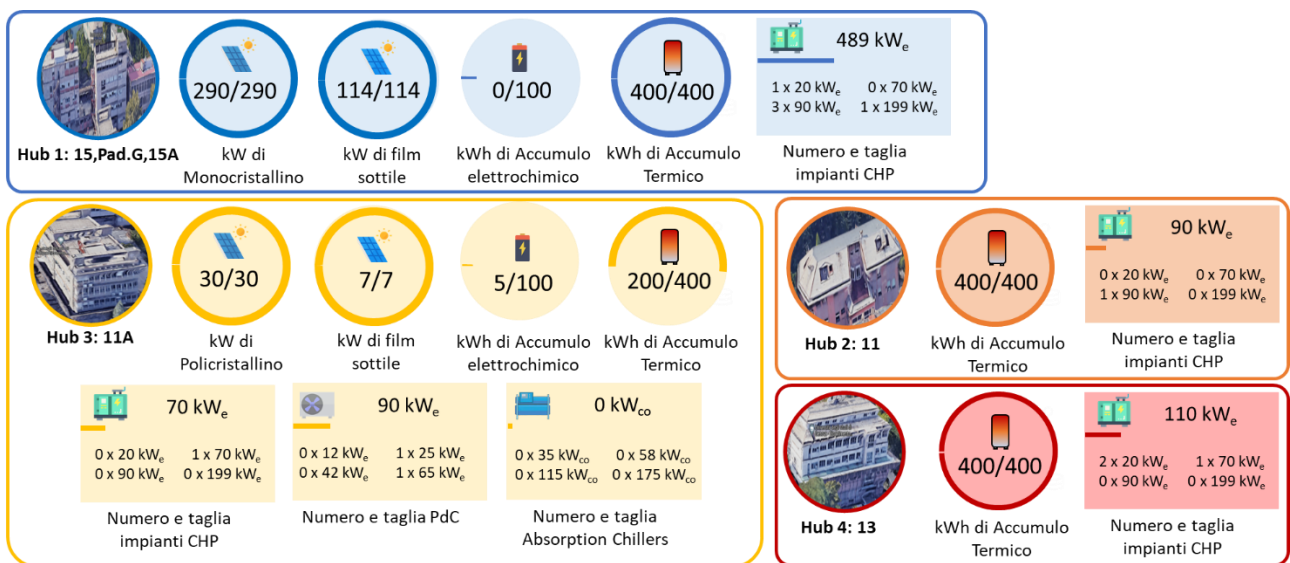 290/290
114/114
0/100
400/400
489 kWe
1 x 20 kWe 0 x 70 kWe
3 x 90 kWe 1 x 199 kWe
Hub 1: 15,Pad.G,15A
kW di
Monocristallino
kW di film
sottile
kWh di Accumulo
elettrochimico
kWh di Accumulo
Termico
Numero e taglia
impianti CHP
30/30
7/7
5/100
200/400
Hub 3: 11A
kW di
Policristallino
kW di film
sottile
kWh di Accumulo
elettrochimico
kWh di Accumulo
Termico
70 kWe
0 x 20 kWe 1 x 70 kWe
0 x 90 kWe 0 x 199 kWe
Numero e taglia
impianti CHP
90 kWe
0 x 12 kWe 1 x 25 kWe
0 x 42 kWe 1 x 65 kWe
Numero e taglia PdC
0 kWco
0 x 35 kWco 0 x 58 kWco
0 x 115 kWco 0 x 175 kWco
Numero e taglia
Absorption Chillers
400/400
90 kWe
0 x 20 kWe 0 x 70 kWe
1 x 90 kWe 0 x 199 kWe
Hub 2: 11
kWh di Accumulo
Termico
Numero e taglia
impianti CHP
400/400
110 kWe
2 x 20 kWe 1 x 70 kWe
0 x 90 kWe 0 x 199 kWe
Hub 4: 13
kWh di Accumulo
Termico
Numero e taglia
impianti CHP